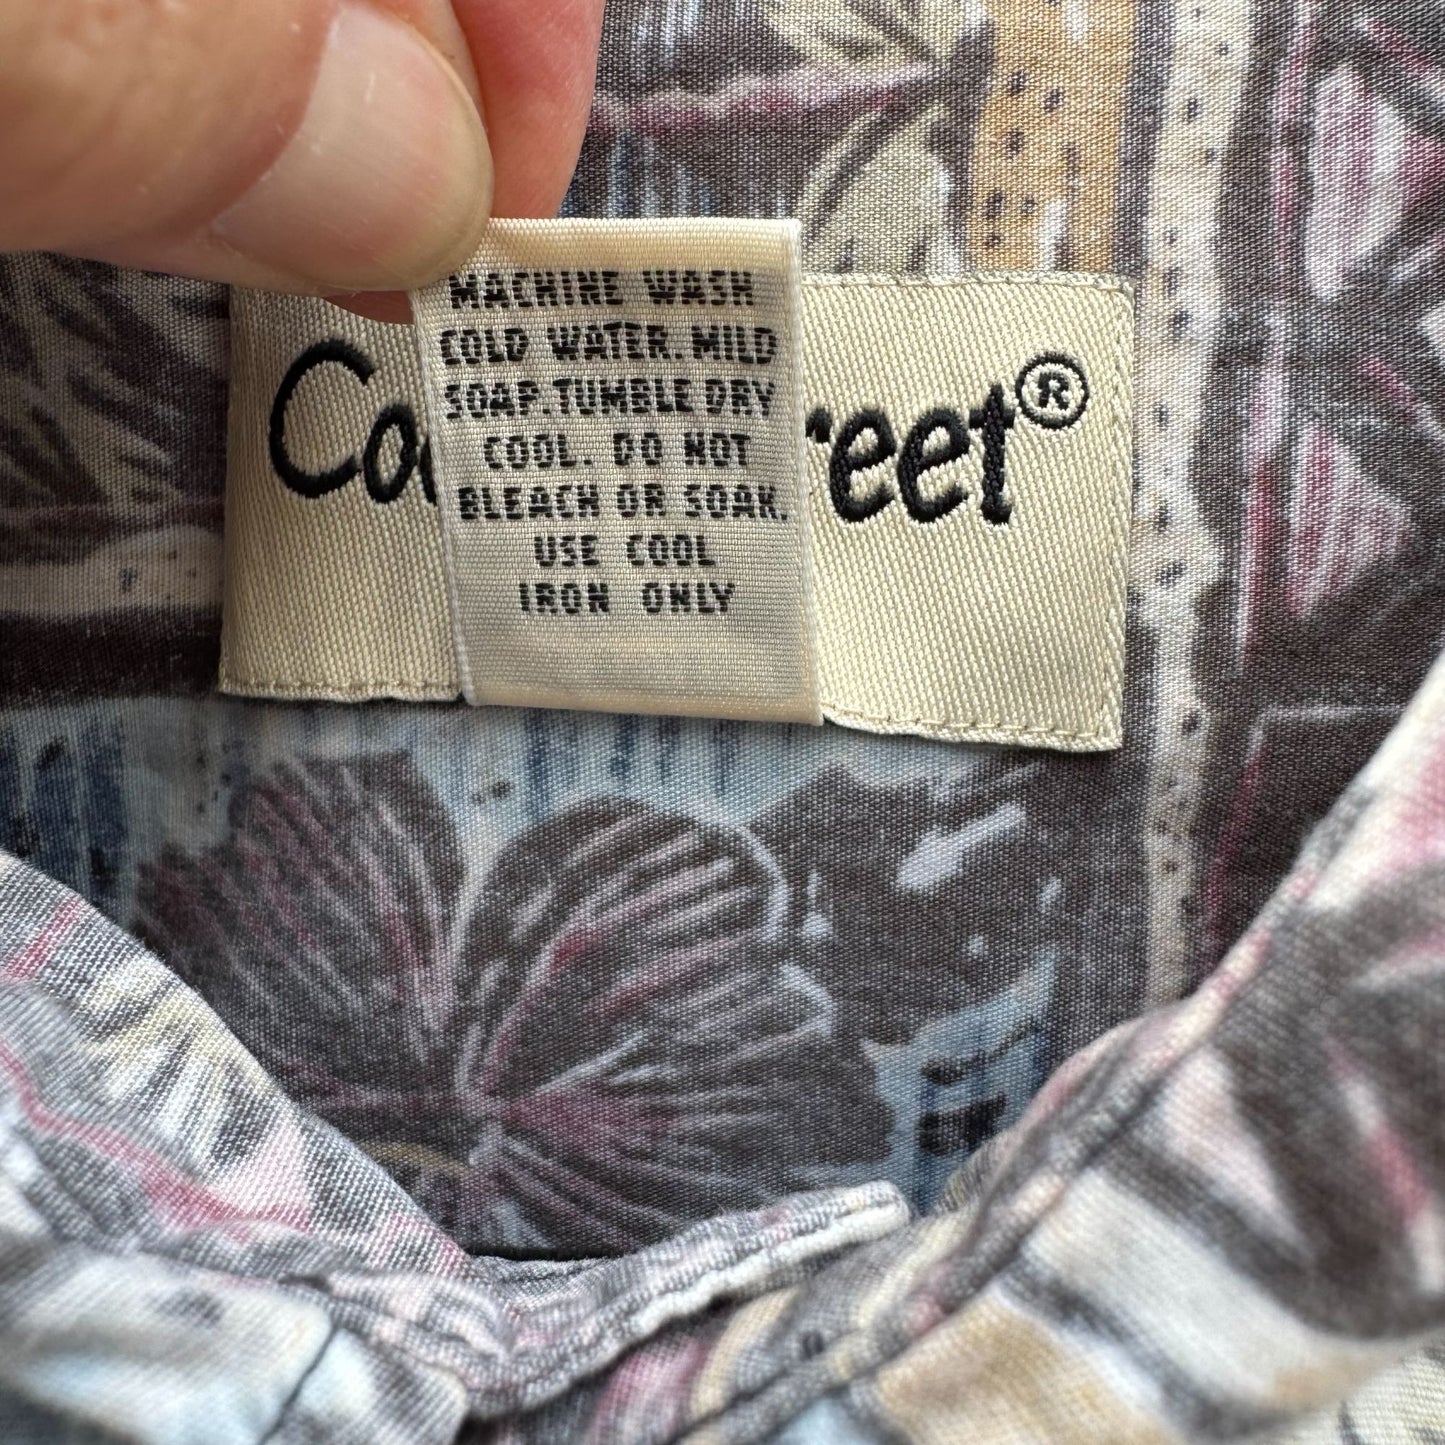 MACHINE WASH
COLD WATER. MILD
SOAP. TUMBLE DRY
COOL. DO NOT
BLEACH OR SOAK.
USE COOL
IRON ONLY
®